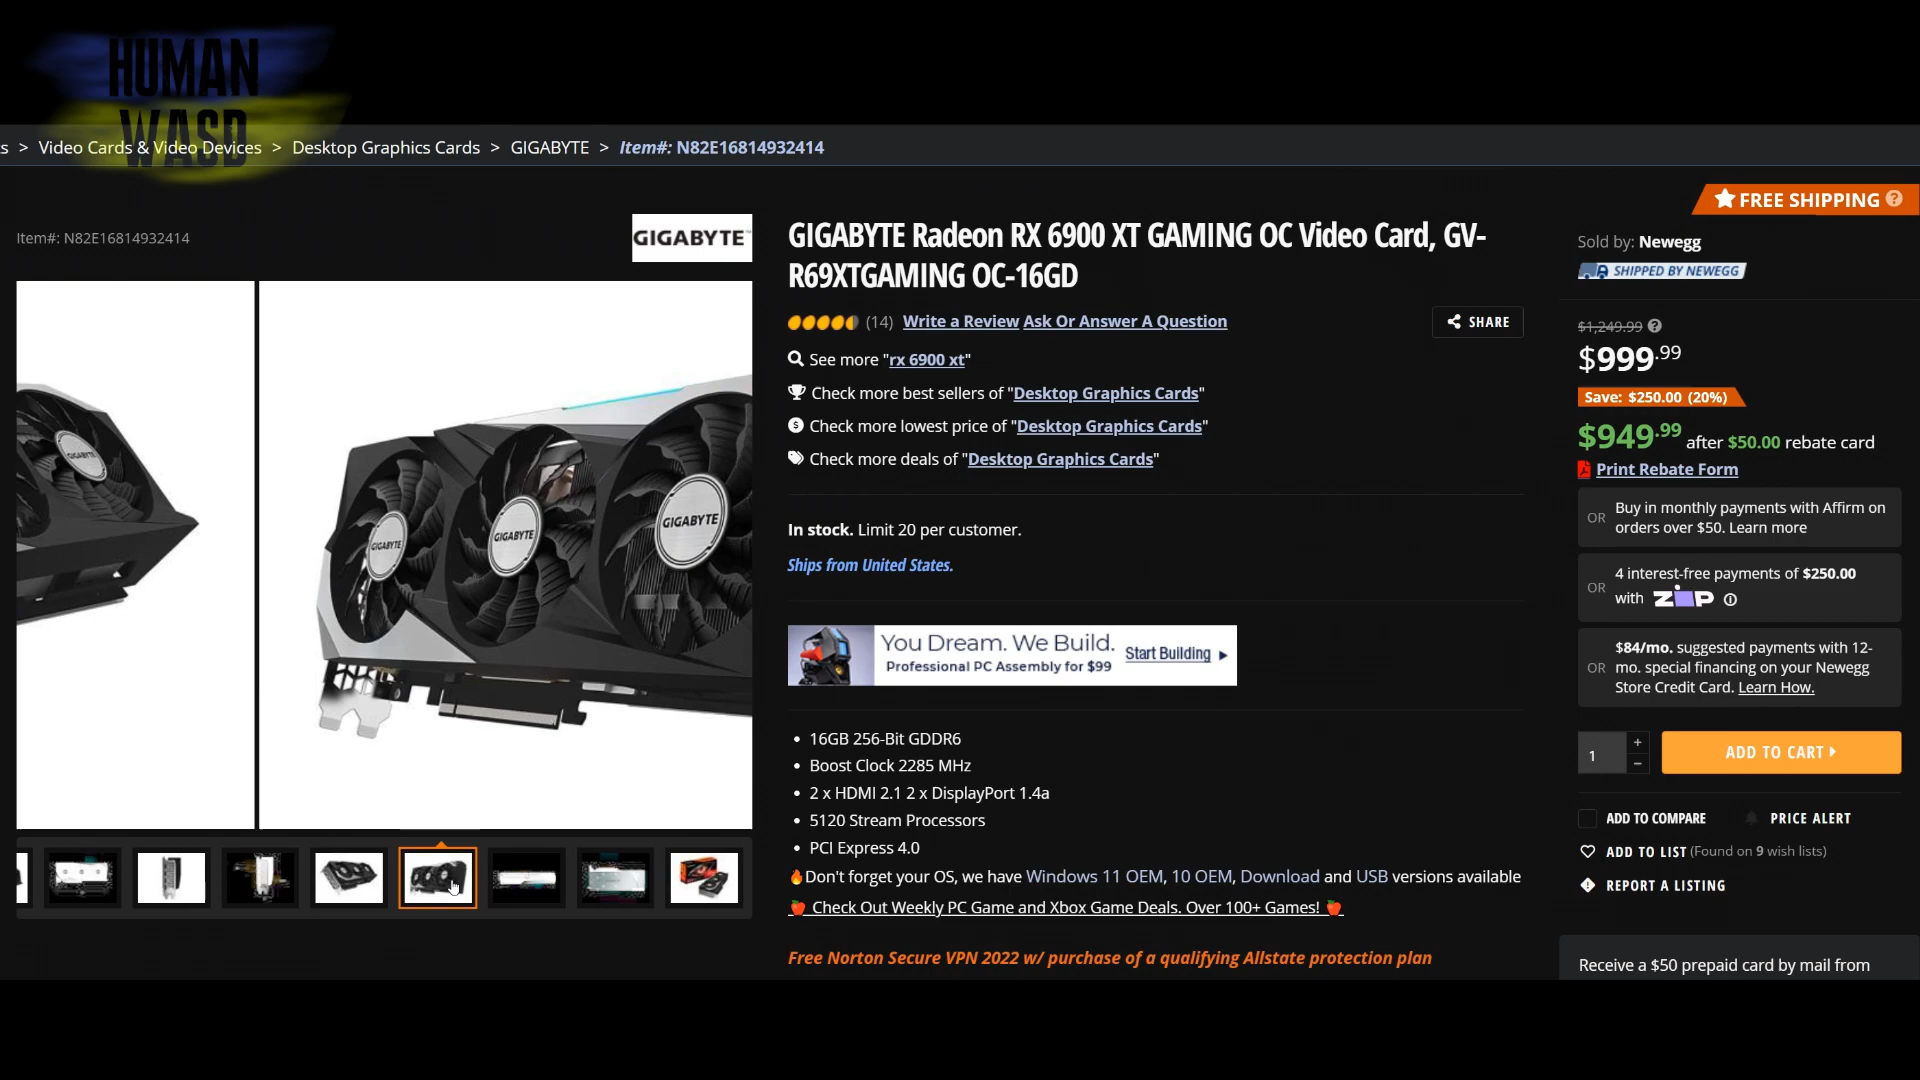 HUMAN
WASD
s > Video Cards & Video Devices > Desktop Graphics Cards > GIGABYTE > Item#: N82E16814932414
Item#: N82E16814932414
GIGABYTE™
GIGABYTE
GIGABYTE
GIGABYTE
GIGABYTE
GIGABYTE Radeon RX 6900 XT GAMING OC Video Card, GV-
R69XTGAMING OC-16GD
(14) Write a Review Ask Or Answer A Question
SHARE
See more "rx 6900 xt"
Check more best sellers of "Desktop Graphics Cards"
Check more lowest price of "Desktop Graphics Cards"
Check more deals of "Desktop Graphics Cards"
In stock. Limit 20 per customer.
Ships from United States.
You Dream. We Build.
Professional PC Assembly for $99
Start Building
• 16GB 256-Bit GDDR6
• Boost Clock 2285 MHz
• 2 x HDMI 2.1 2 x DisplayPort 1.4a
• 5120 Stream Processors
• PCI Express 4.0
🔥Don't forget your OS, we have Windows 11 OEM, 10 OEM, Download and USB versions available
🍎 Check Out Weekly PC Game and Xbox Game Deals. Over 100+ Games! 🍎
Free Norton Secure VPN 2022 w/ purchase of a qualifying Allstate protection plan
FREE SHIPPING ?
Sold by: Newegg
SHIPPED BY NEWEGG
$1,249.99 ?
$999.99
Save: $250.00 (20%)
$949.99 after $50.00 rebate card
Print Rebate Form
OR Buy in monthly payments with Affirm on
orders over $50. Learn more
OR 4 interest-free payments of $250.00
with ZIP
OR $84/mo. suggested payments with 12-
mo. special financing on your Newegg
Store Credit Card. Learn How.
1 + -
ADD TO CART
ADD TO COMPARE
PRICE ALERT
ADD TO LIST (Found on 9 wish lists)
REPORT A LISTING
Receive a $50 prepaid card by mail from